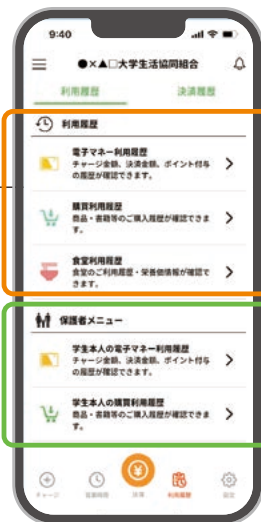 9:40
●×▲□大学生活協同組合
利用履歴
決済履歴
利用履歴
電子マネー利用履歴
チャージ金額、決済金額、ポイント付与
の履歴が確認できます。
購買利用履歴
商品・書籍等のご購入履歴が確認できま
す。
食堂利用履歴
食堂のご利用履歴・栄養価情報が確認で
きます。
保護者メニュー
学生本人の電子マネー利用履歴
チャージ金額、決済金額、ポイント付与
の履歴が確認できます。
学生本人の購買利用履歴
商品・書籍等のご購入履歴が確認できま
す。
チャージ
決済
利用履歴
設定